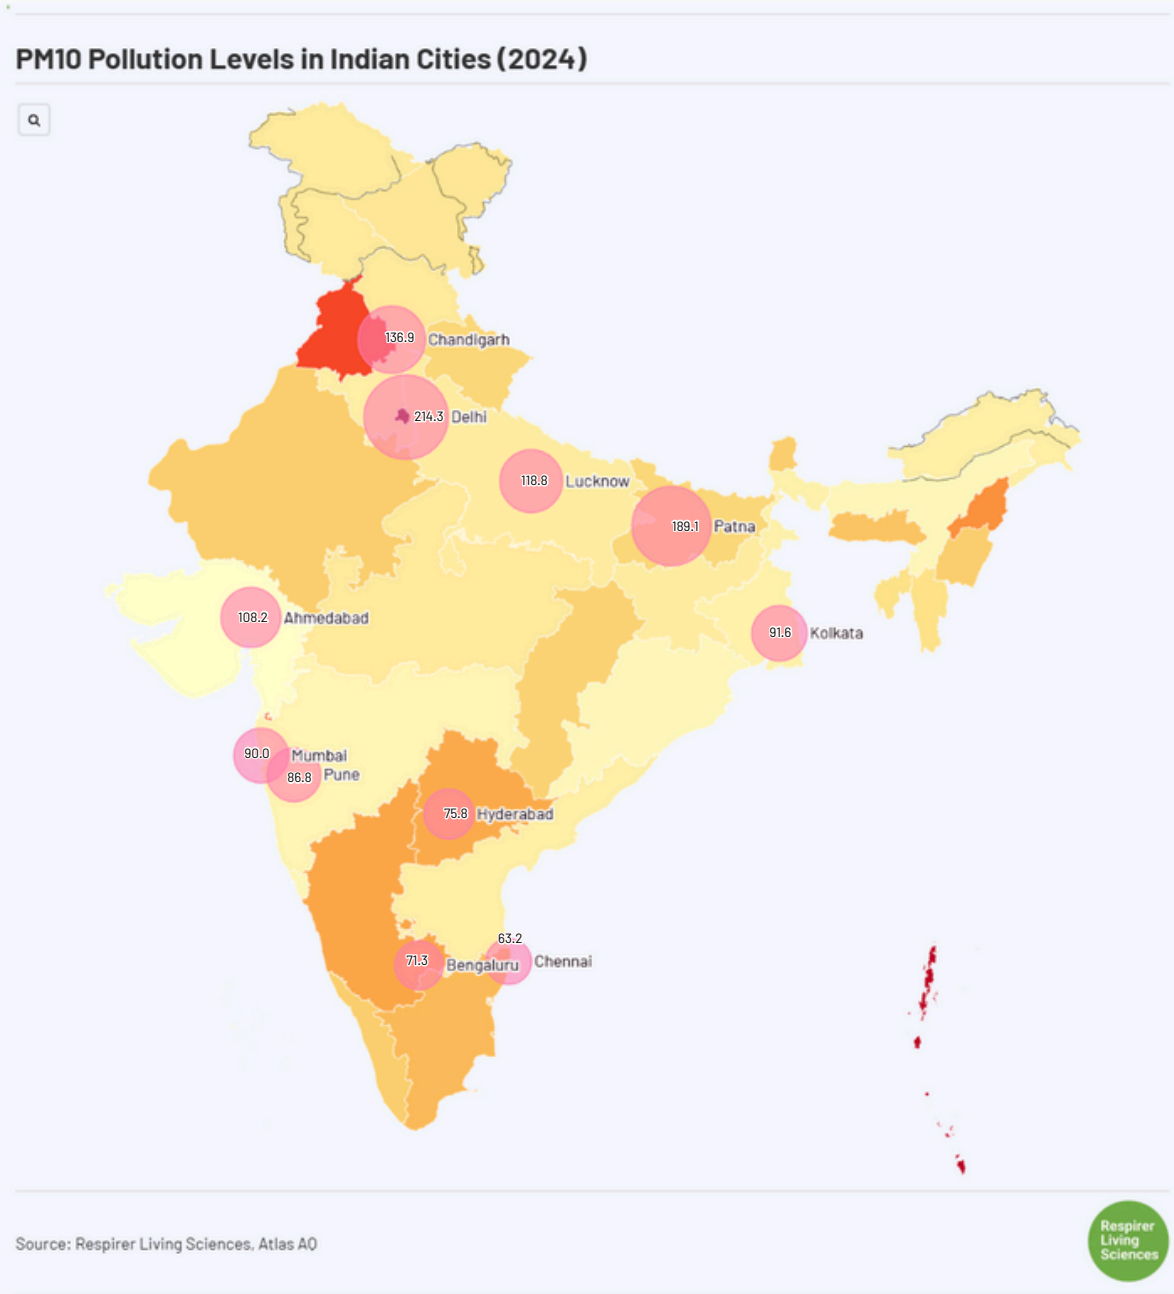 PM10 Pollution Levels in Indian Cities (2024)
136.9 Chandigarh
214.3 Delhi
118.8 Lucknow
189.1 Patna
108.2 Ahmedabad
91.6 Kolkata
90.0 Mumbai
86.8 Pune
75.8 Hyderabad
63.2
71.3 Bengaluru Chennai
Source: Respirer Living Sciences, Atlas AQ
Respirer
Living
Sciences